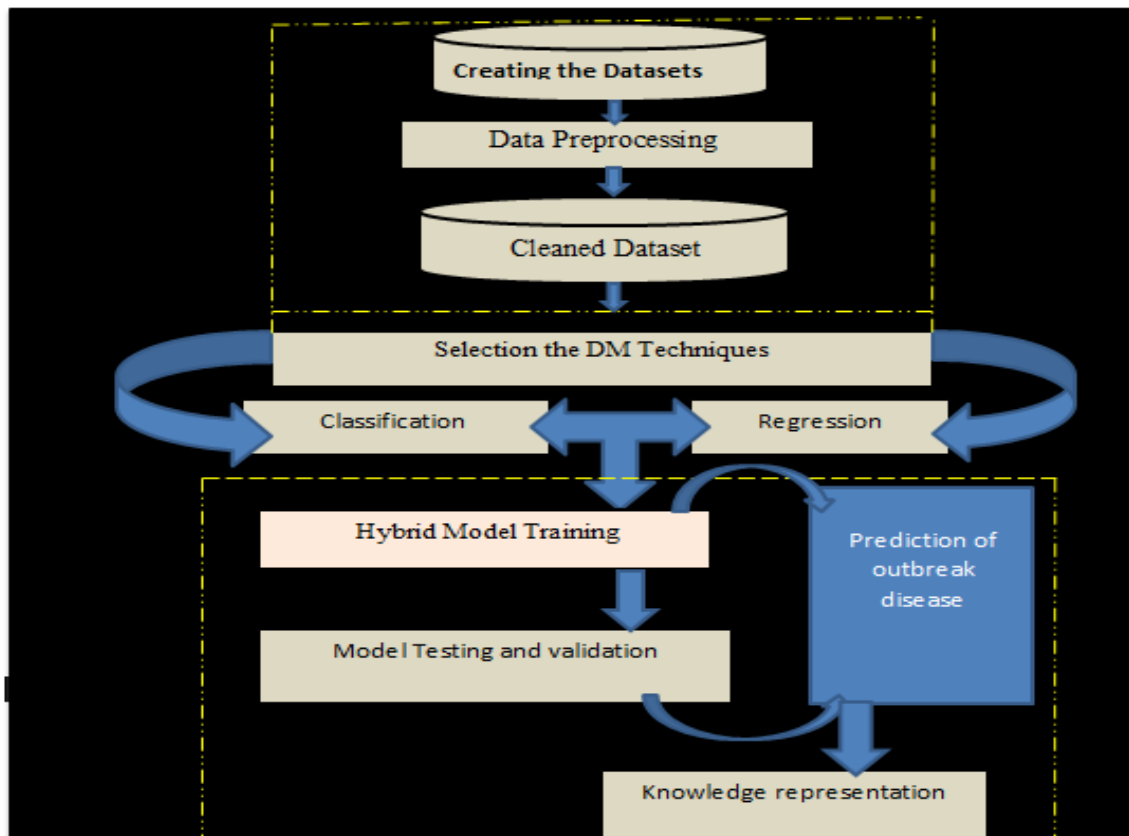 Creating the Datasets
Data Preprocessing
Cleaned Dataset
Selection the DM Techniques
Classification
Regression
Hybrid Model Training
Prediction of
outbreak
disease
Model Testing and validation
Knowledge representation